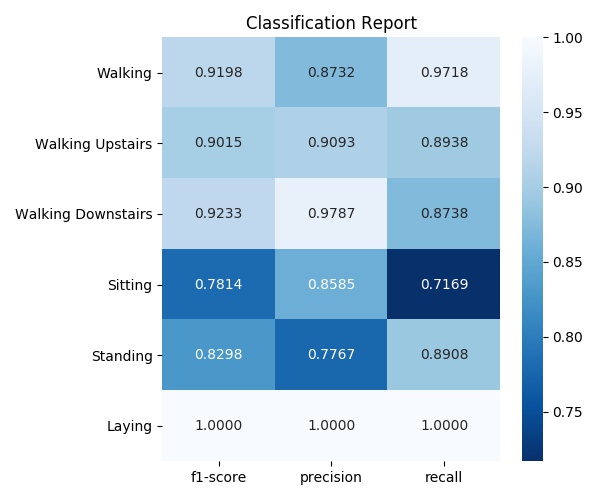 Classification Report
Walking 0.9198 0.8732 0.9718
Walking Upstairs 0.9015 0.9093 0.8938
Walking Downstairs 0.9233 0.9787 0.8738
Sitting 0.7814 0.8585 0.7169
Standing 0.8298 0.7767 0.8908
Laying 1.0000 1.0000 1.0000
f1-score precision recall
1.00
0.95
0.90
0.85
0.80
0.75